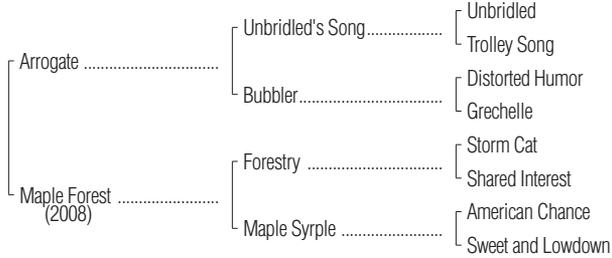 Unbridled
Unbridled's Song..................
Trolley Song
Arrogate ................................
Distorted Humor
Bubbler..................................
Grechelle
Storm Cat
Forestry ................................
Shared Interest
Maple Forest ........................
(2008)
American Chance
Maple Syrple ........................
Sweet and Lowdown